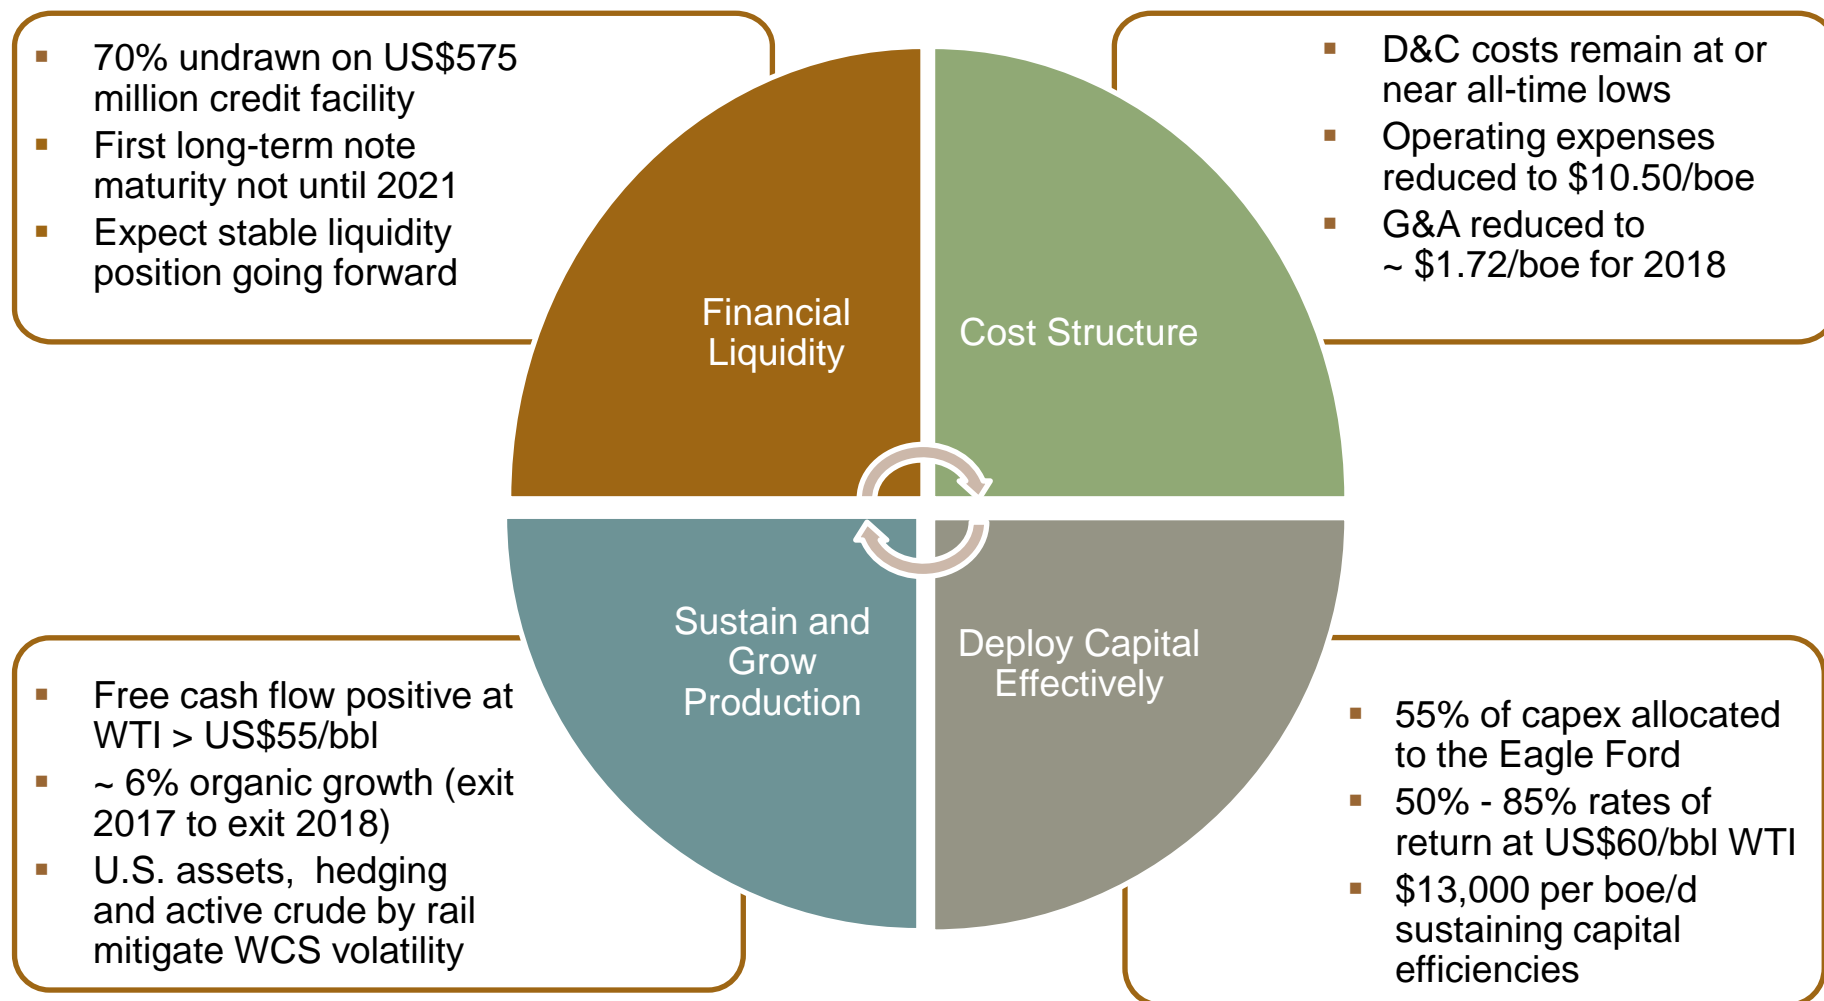 ▪ 70% undrawn on US$575
million credit facility
▪ First long-term note
maturity not until 2021
▪ Expect stable liquidity
position going forward
▪ D&C costs remain at or
near all-time lows
▪ Operating expenses
reduced to $10.50/boe
▪ G&A reduced to
~ $1.72/boe for 2018
Financial
Liquidity
Cost Structure
Sustain and
Grow
Production
Deploy Capital
Effectively
▪ Free cash flow positive at
WTI > US$55/bbl
▪ ~ 6% organic growth (exit
2017 to exit 2018)
▪ U.S. assets, hedging
and active crude by rail
mitigate WCS volatility
▪ 55% of capex allocated
to the Eagle Ford
▪ 50% - 85% rates of
return at US$60/bbl WTI
▪ $13,000 per boe/d
sustaining capital
efficiencies